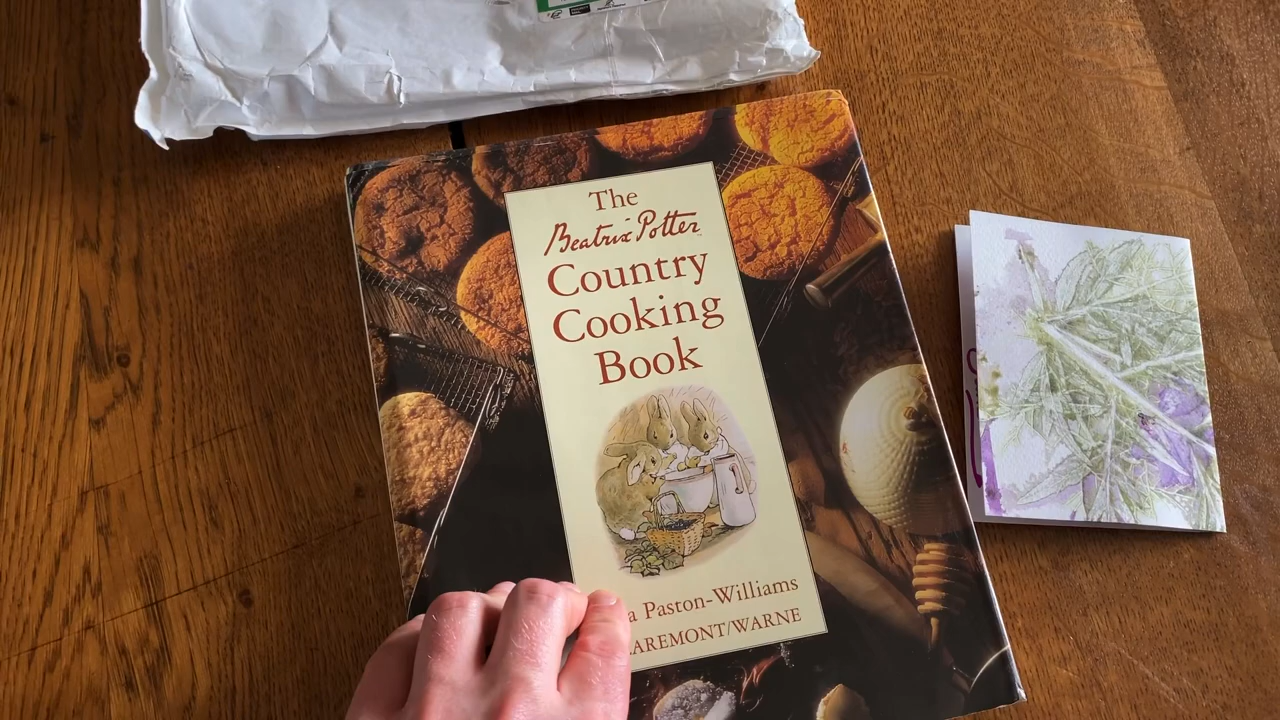 The
Beatrix Potter
Country
Cooking
Book
a Paston-Williams
AREMONT/WARNE